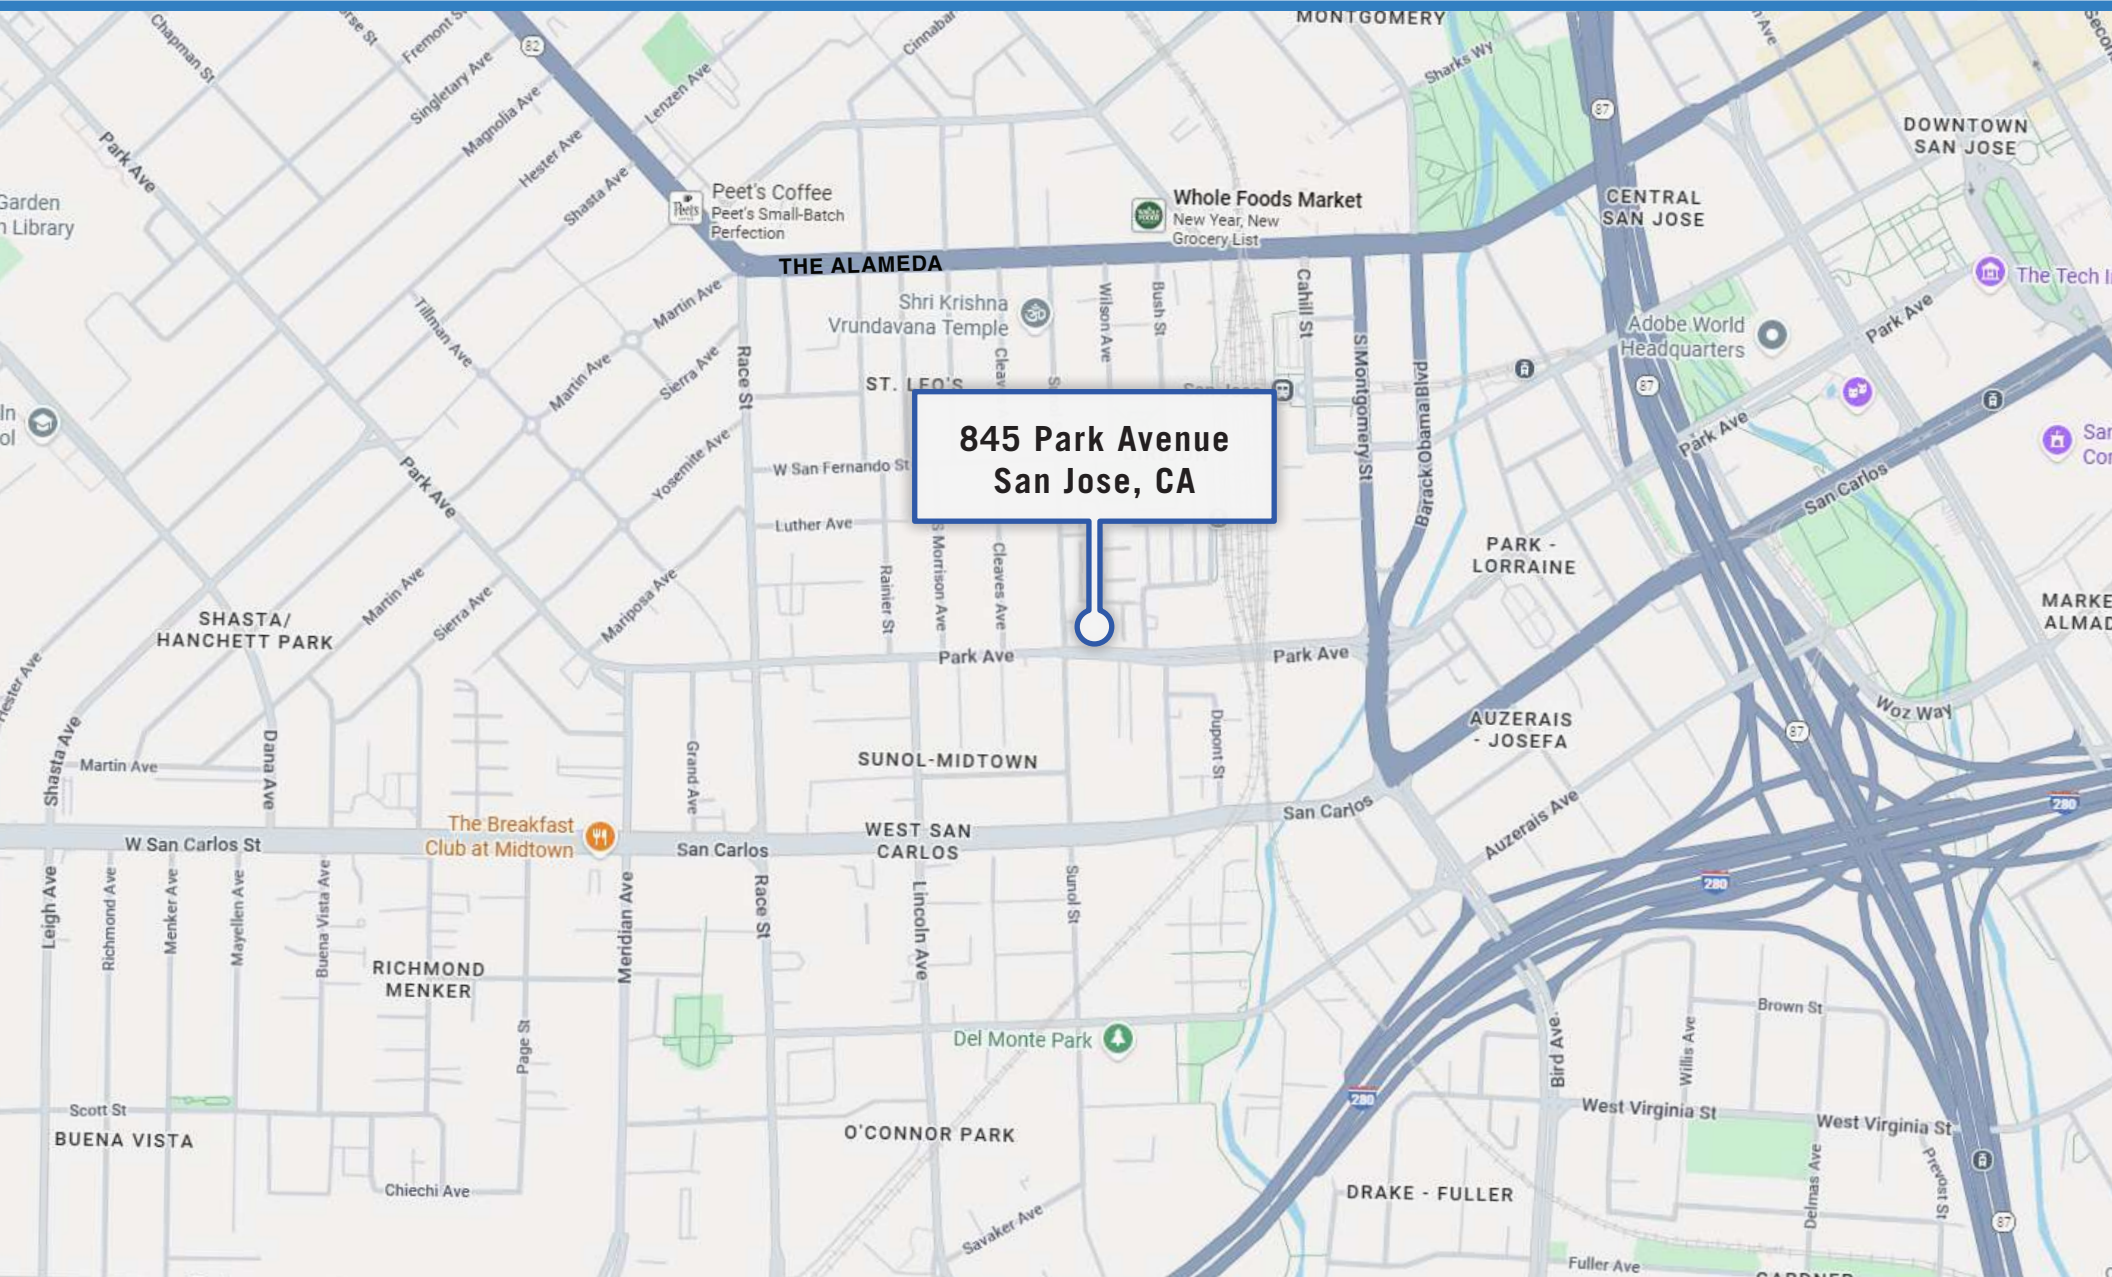 MONTGOMERY
Chapman St
Fremont
Singletary Ave
Magnolia Ave
Hester Ave
Shasta Ave
Lenzen Ave
82
Sharks Wy
87
DOWNTOWN
SAN JOSE
Park Ave
Garden
Library
Peet's Coffee
Peet's Small-Batch
Perfection
Whole Foods Market
New Year, New
Grocery List
CENTRAL
SAN JOSE
THE ALAMEDA
The Tech
Tillman Ave
Martin Ave
Shri Krishna
Vrundavana Temple
Wilson Ave
Bush St
Cahill St
Adobe World
Headquarters
Park Ave
Martin Ave
Sierra Ave
Race St
ST. LEO'S
S Montgomery St
Barack Obama Blvd
87
845 Park Avenue
San Jose, CA
Park Ave
Park Ave
Yosemite Ave
W San Fernando St
San Carlos
Luther Ave
PARK -
LORRAINE
Martin Ave
Sierra Ave
Mariposa Ave
Rainier St
S Morrison Ave
Cleaves Ave
SHASTA/
HANCHETT PARK
Park Ave
Park Ave
Woz Way
Shasta Ave
Martin Ave
Dana Ave
Grand Ave
SUNOL-MIDTOWN
Dupont St
AUZERAIS
- JOSEFA
87
280
The Breakfast
Club at Midtown
W San Carlos St
San Carlos
WEST SAN
CARLOS
San Carlos
Auzerais Ave
280
Leigh Ave
Richmond Ave
Menker Ave
Mayellen Ave
Buena Vista Ave
Meridian Ave
Race St
Lincoln Ave
Sunol St
RICHMOND
MENKER
Page St
Del Monte Park
Bird Ave.
Willis Ave
Brown St
280
Scott St
BUENA VISTA
O'CONNOR PARK
West Virginia St
West Virginia St
Chiechi Ave
Savaker Ave
DRAKE - FULLER
Delmas Ave
Prevost St
87
Fuller Ave